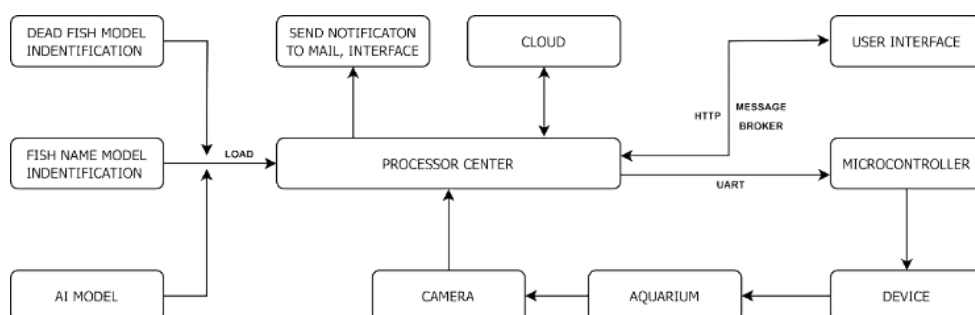 DEAD FISH MODEL
INDENTIFICATION
SEND NOTIFICATON
TO MAIL, INTERFACE
CLOUD
USER INTERFACE
HTTP
MESSAGE
BROKER
FISH NAME MODEL
INDENTIFICATION
LOAD
PROCESSOR CENTER
UART
MICROCONTROLLER
AI MODEL
CAMERA
AQUARIUM
DEVICE